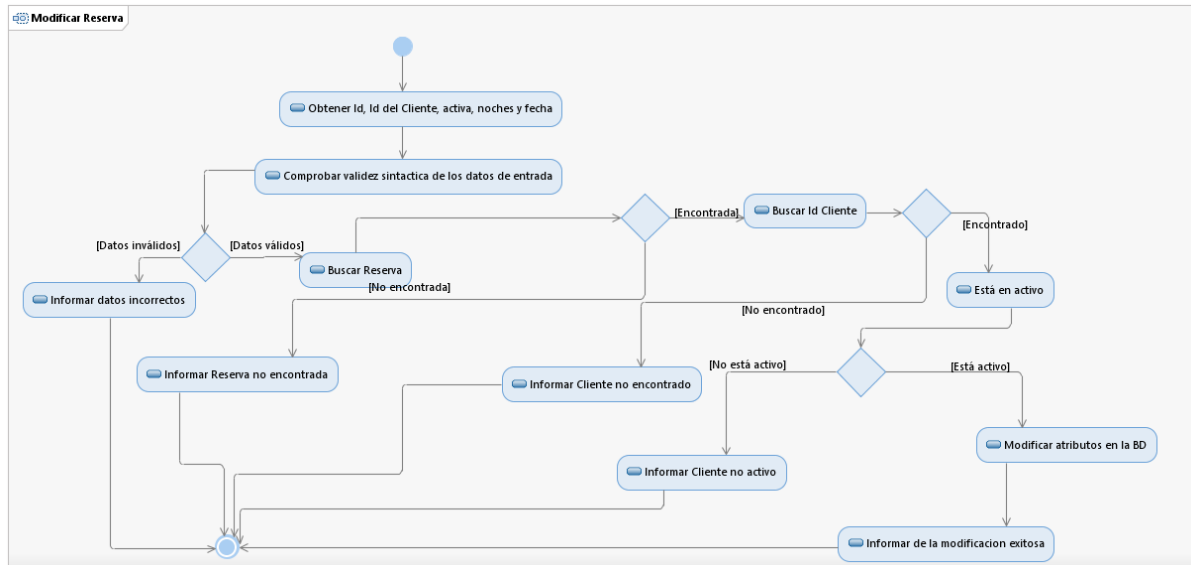 Modificar Reserva
Obtener Id, Id del Cliente, activa, noches y fecha
Comprobar validez sintactica de los datos de entrada
[Encontrada]
Buscar Id Cliente
[Encontrado]
[Datos inválidos]
[Datos válidos]
Buscar Reserva
[No encontrada]
Está en activo
Informar datos incorrectos
[No encontrado]
[No está activo]
[Está activo]
Informar Reserva no encontrada
Informar Cliente no encontrado
Modificar atributos en la BD
Informar Cliente no activo
Informar de la modificacion exitosa